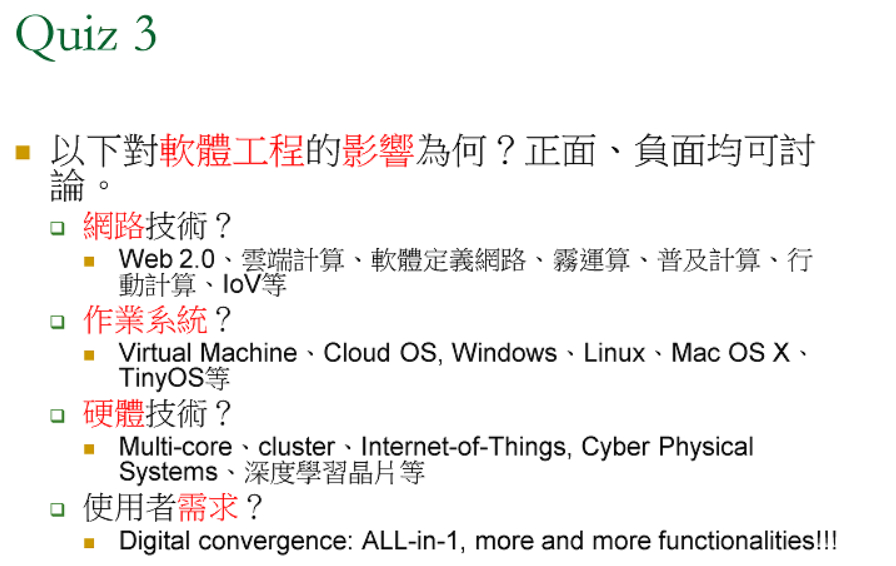 Quiz 3
以下對軟體工程的影響為何？正面、負面均可討
論。
網路技術？
Web 2.0、雲端計算、軟體定義網路、霧運算、普及計算、行
動計算、IoV等
作業系統？
Virtual Machine、Cloud OS, Windows、Linux、Mac OS X、
TinyOS等
硬體技術？
Multi-core、cluster、Internet-of-Things, Cyber Physical
Systems、深度學習晶片等
使用者需求？
Digital convergence: ALL-in-1, more and more functionalities!!!